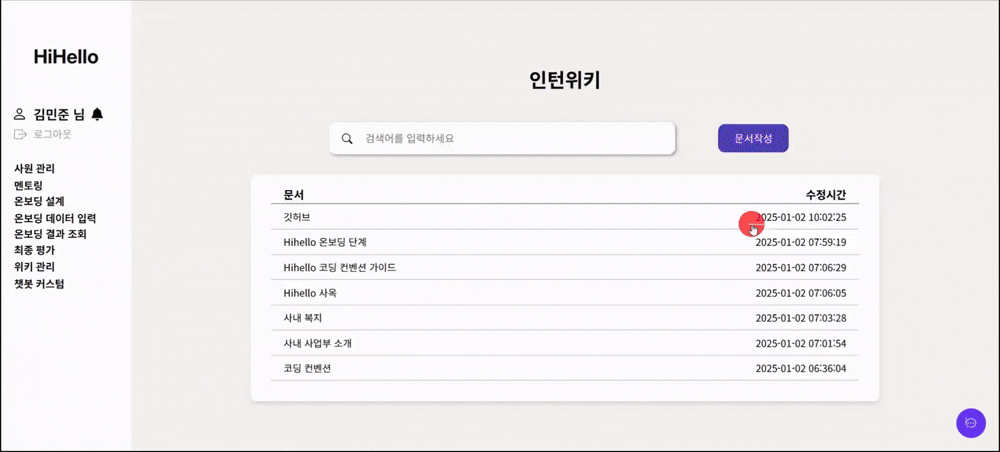 HiHello
김민준 님
로그아웃
사원 관리
멘토링
온보딩 설계
온보딩 데이터 입력
온보딩 결과 조회
최종 평가
위키 관리
챗봇 커스텀
인턴위키
검색어를 입력하세요
문서작성
문서 수정시간
깃허브 2025-01-02 10:02:25
Hihello 온보딩 단계 2025-01-02 07:59:19
Hihello 코딩 컨벤션 가이드 2025-01-02 07:06:29
Hihello 사옥 2025-01-02 07:06:05
사내 복지 2025-01-02 07:03:28
사내 사업부 소개 2025-01-02 07:01:54
코딩 컨벤션 2025-01-02 06:36:04